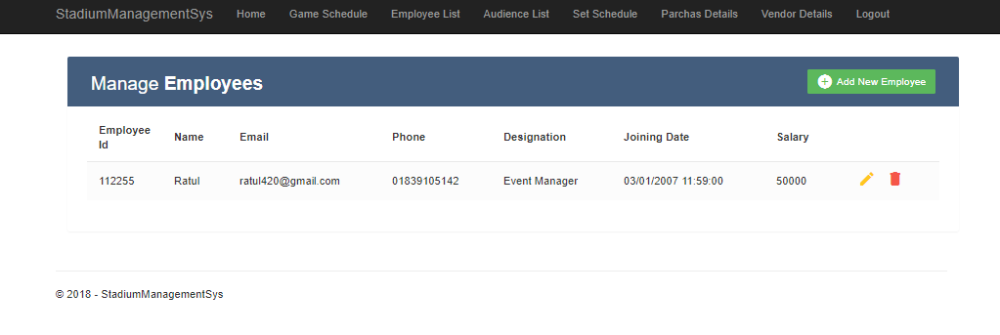 StadiumManagementSys Home Game Schedule Employee List Audience List Set Schedule Parchas Details Vendor Details Logout
Manage Employees Add New Employee
Employee Id Name Email Phone Designation Joining Date Salary
112255 Ratul ratul420@gmail.com 01839105142 Event Manager 03/01/2007 11:59:00 50000
© 2018 - StadiumManagementSys